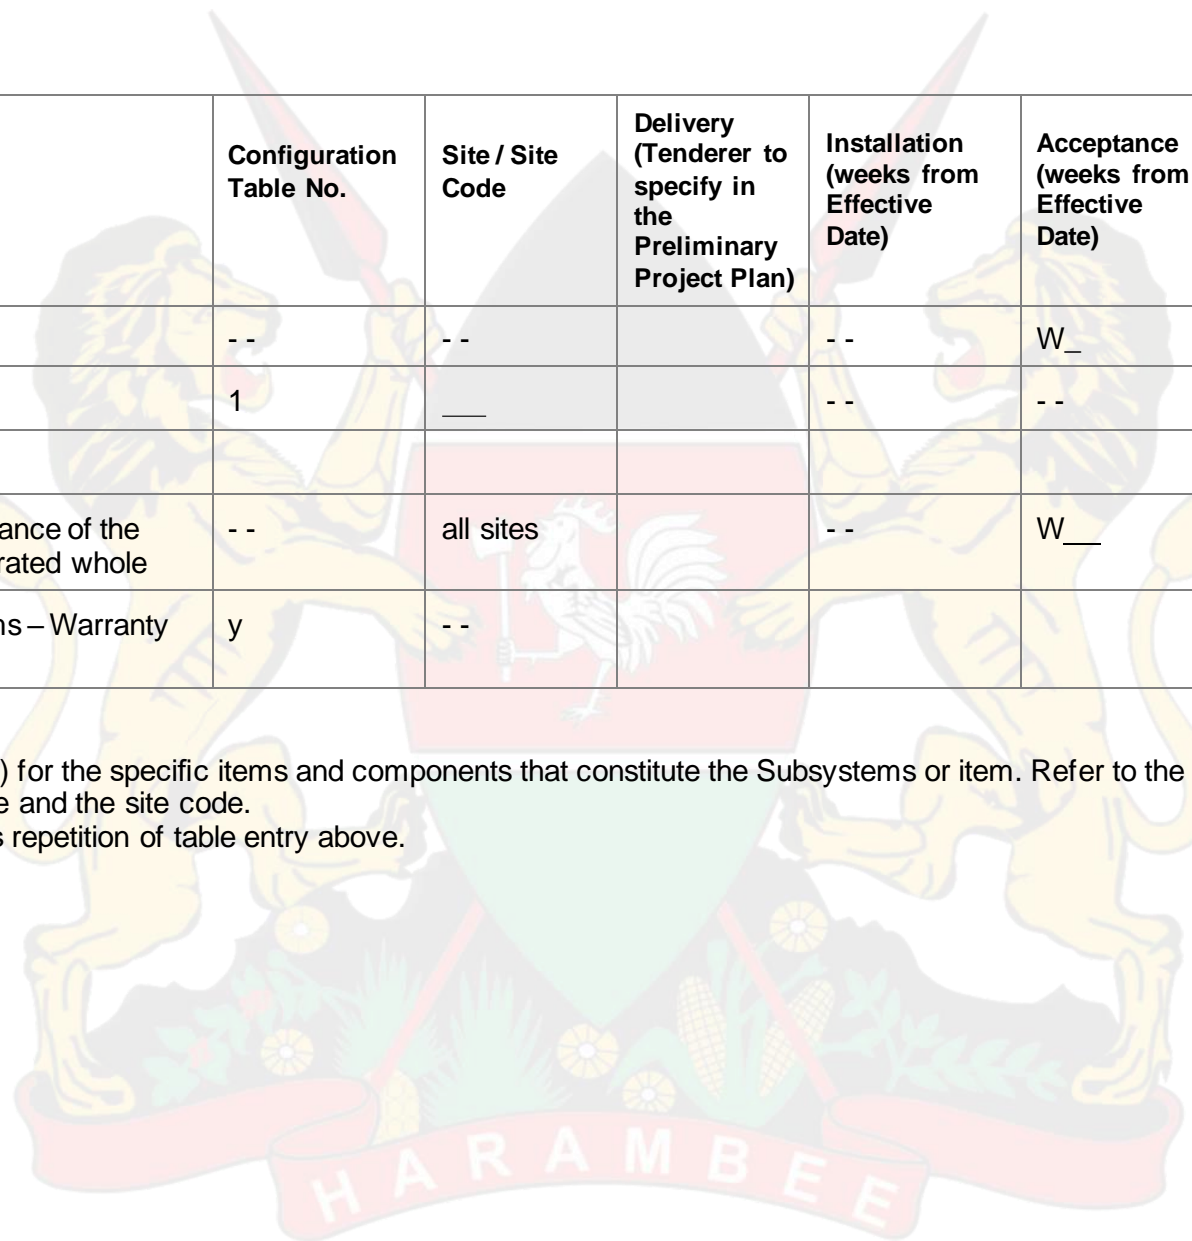 Configuration
Table No.
Site / Site
Code
Delivery
(Tenderer to
specify in
the
Preliminary
Project Plan)
Installation
(weeks from
Effective
Date)
Acceptance
(weeks from
Effective
Date)
- - - - - - W_
1 ___ - - - -
ance of the
rated whole
- - all sites - - W__
ns – Warranty y - -
) for the specific items and components that constitute the Subsystems or item. Refer to the
e and the site code.
s repetition of table entry above.
HARAMBEE